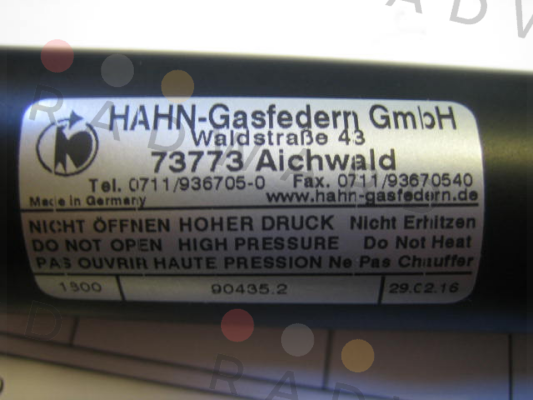 HAHN-Gasfedern GmbH
Waldstraße 43
73773 Aichwald
Tel. 0711/936705-0 Fax. 0711/93670540
Made in Germany www.hahn-gasfedern.de
NICHT ÖFFNEN HOHER DRUCK Nicht Erhitzen
DO NOT OPEN HIGH PRESSURE Do Not Heat
PAS OUVRIR HAUTE PRESSION Ne Pas Chauffer
1300 90435.2 29.02.16